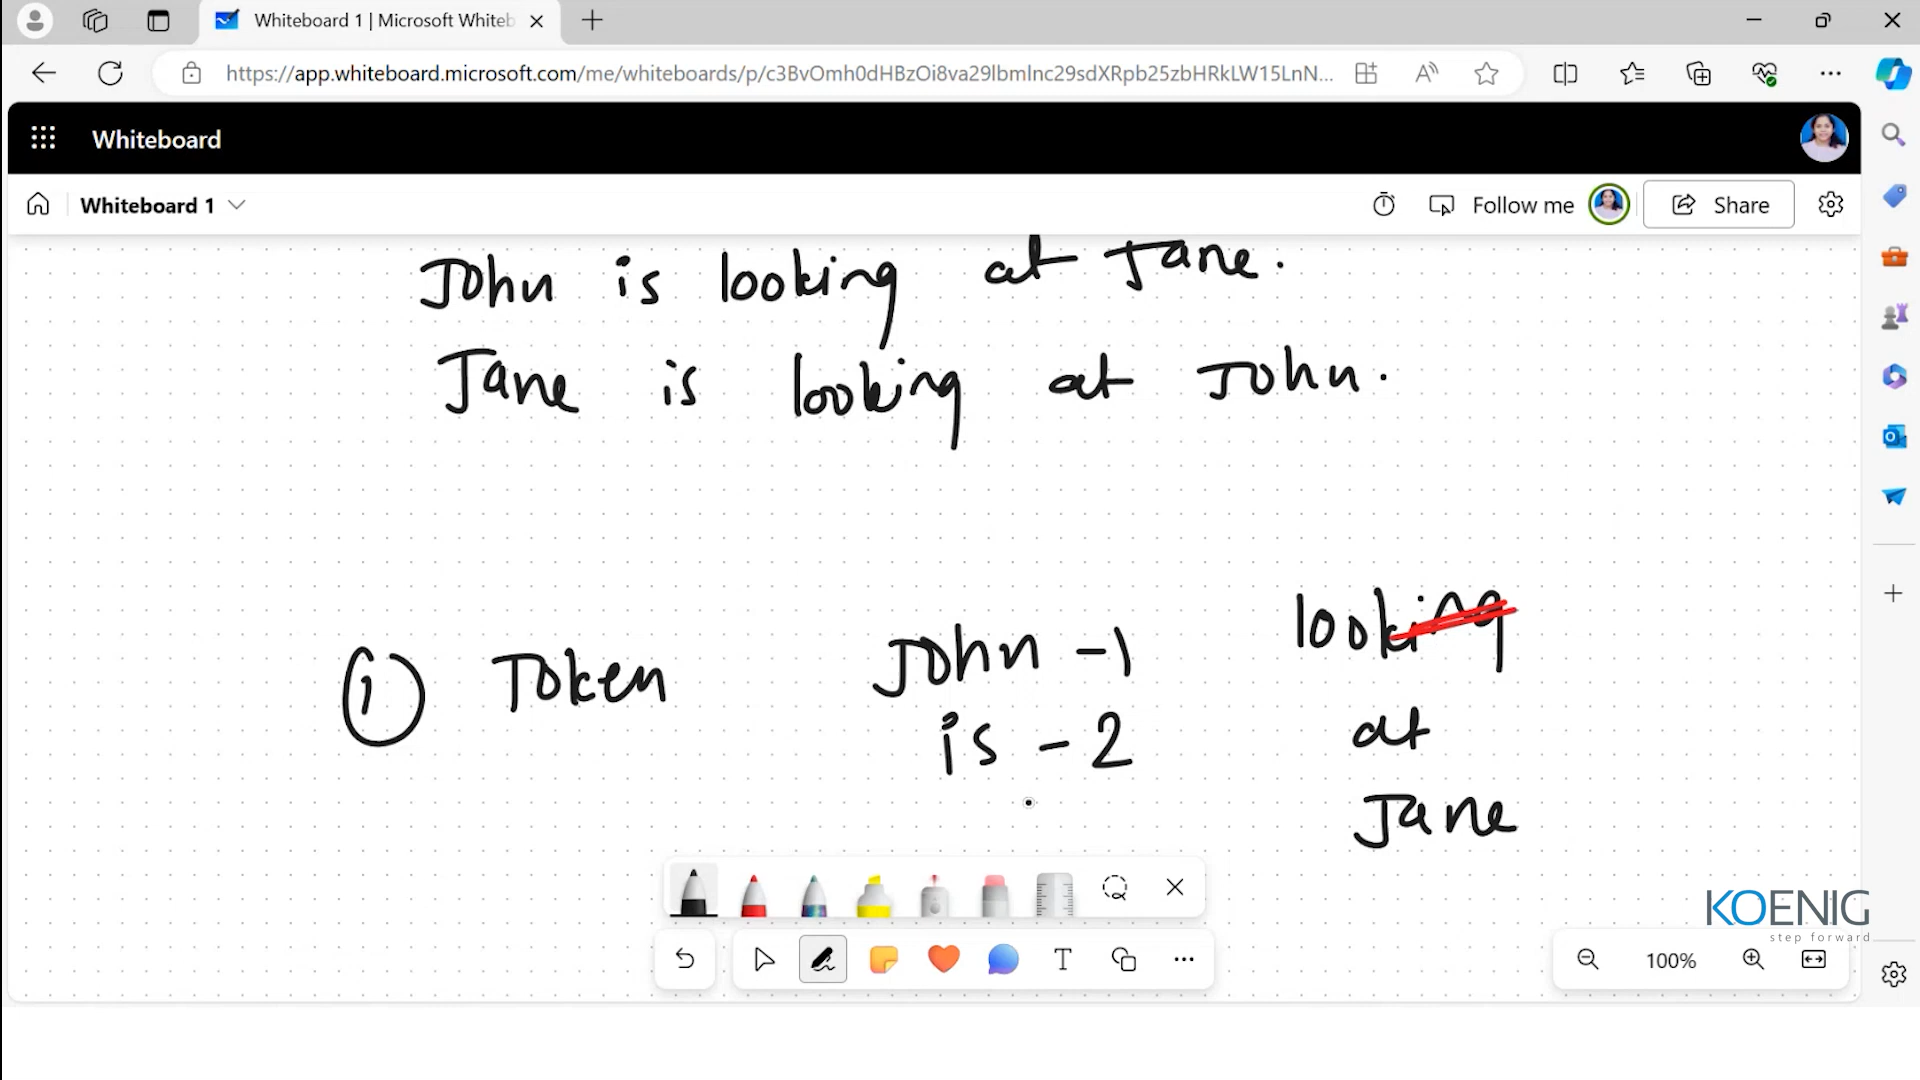 Whiteboard 1 | Microsoft Whiteb
https://app.whiteboard.microsoft.com/me/whiteboards/p/c3BvOmh0dHBzOi8va29lbmlnc29sdXRpb25zbHRkLW15LnN...
Whiteboard
Whiteboard 1
Follow me
Share
John is looking at Jane.
Jane is looking at John.
① Token
John - 1
is - 2
looking
at
Jane
T
KOENIG
step forward
100%